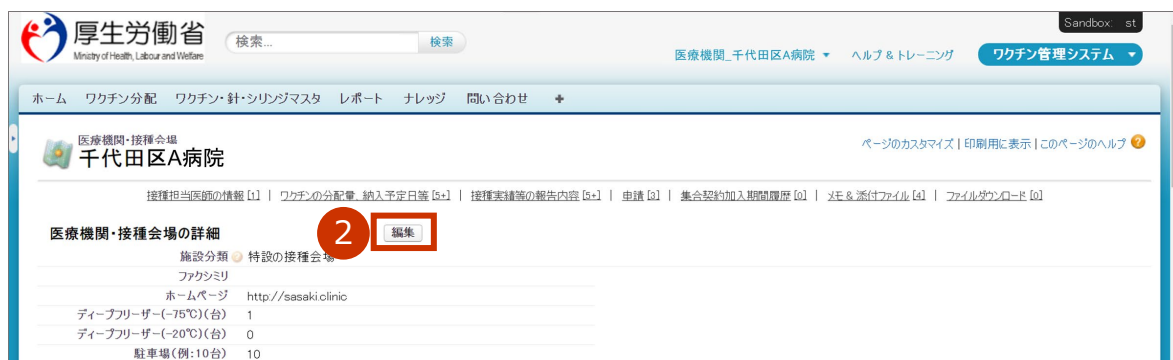 Sandbox: st
厚生労働省
Ministry of Health, Labour and Welfare
検索...
検索
医療機関_千代田区A病院
ヘルプ & トレーニング
ワクチン管理システム
ホーム ワクチン分配 ワクチン・針・シリンジマスタ レポート ナレッジ 問い合わせ +
医療機関・接種会場
千代田区A病院
ページのカスタマイズ | 印刷用に表示 | このページのヘルプ ?
接種担当医師の情報 [1] | ワクチンの分配量、納入予定日等 [5+] | 接種実績等の報告内容 [5+] | 申請 [3] | 集合契約加入期間履歴 [0] | メモ & 添付ファイル [4] | ファイルダウンロード [0]
医療機関・接種会場の詳細
2
編集
施設分類 特設の接種会場
ファクシミリ
ホームページ http://sasaki.clinic
ディープフリーザー(-75℃)(台) 1
ディープフリーザー(-20℃)(台) 0
駐車場(例:10台) 10